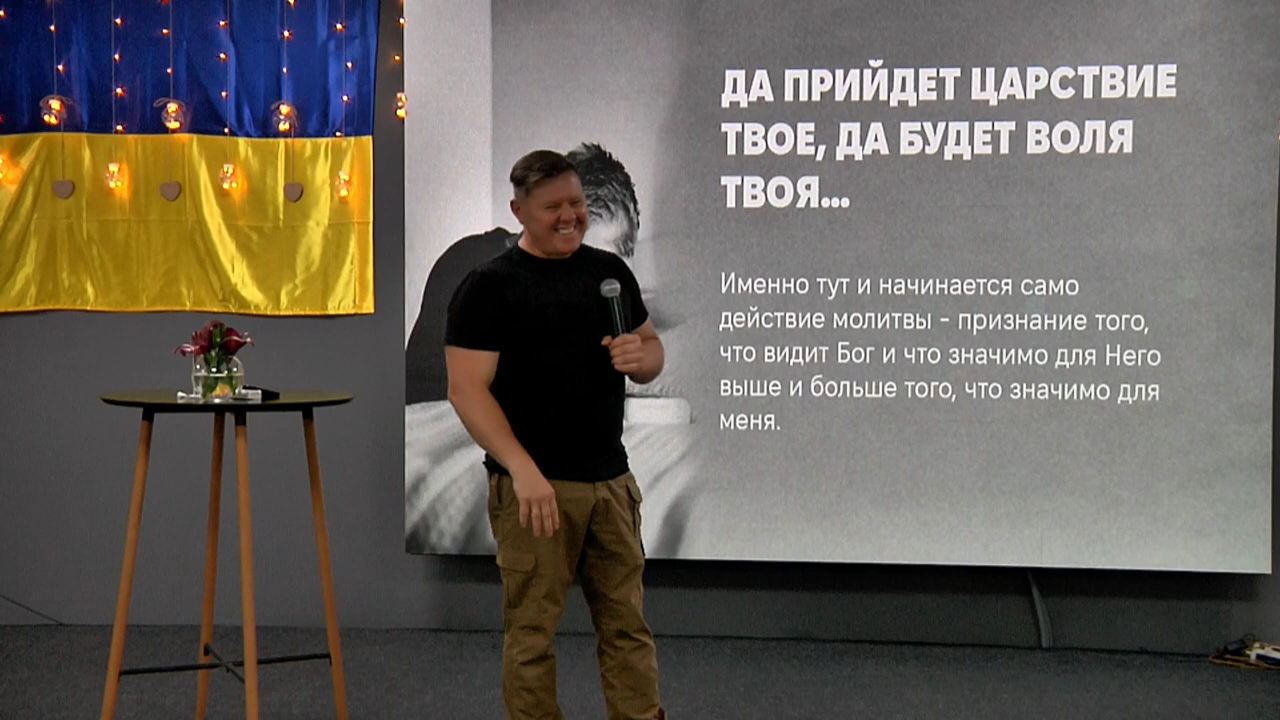 ДА ПРИЙДЕТ ЦАРСТВИЕ
ТВОЕ, ДА БУДЕТ ВОЛЯ
ТВОЯ...
Именно тут и начинается само
действие молитвы - признание того,
что видит Бог и что значимо для Него
выше и больше того, что значимо для
меня.